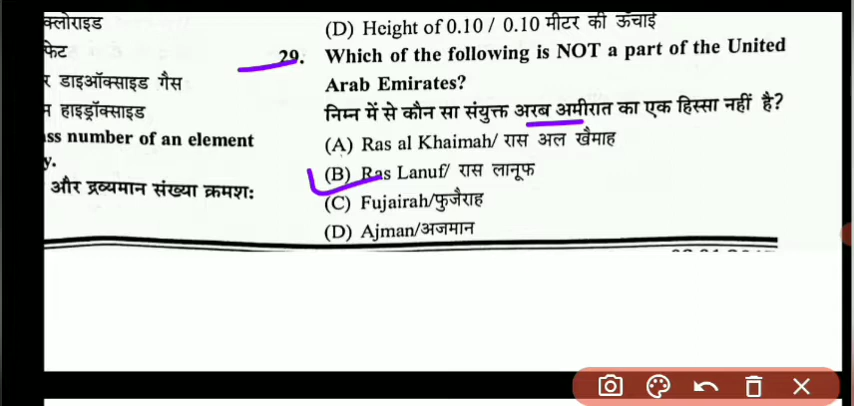 क्लोराइड
फेट
र डाइऑक्साइड गैस
न हाइड्रॉक्साइड
ss number of an element
y.
और द्रव्यमान संख्या क्रमशः
(D) Height of 0.10 / 0.10 मीटर की ऊँचाई
29. Which of the following is NOT a part of the United
Arab Emirates?
निम्न में से कौन सा संयुक्त अरब अमीरात का एक हिस्सा नहीं है?
(A) Ras al Khaimah/ रास अल खैमाह
(B) Ras Lanuf/ रास लानूफ
(C) Fujairah/फुजैराह
(D) Ajman/अजमान